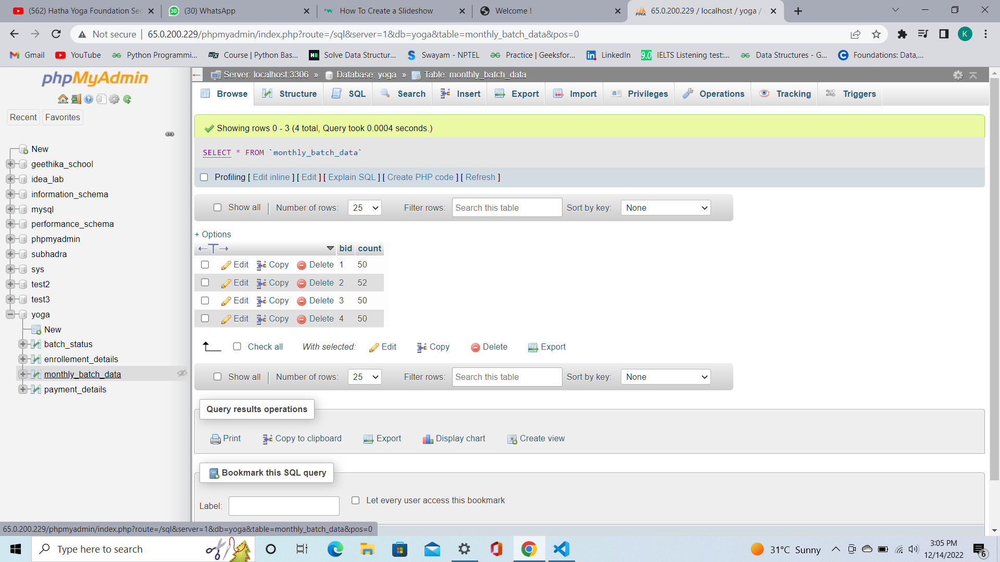 (562) Hatha Yoga Foundation Sec
(30) WhatsApp
How To Create a Slideshow
Welcome !
65.0.200.229 / localhost / yoga /
Not secure
65.0.200.229/phpmyadmin/index.php?route=/sql&server=1&db=yoga&table=monthly_batch_data&pos=0
K
Gmail
YouTube
Python Programmi...
Course | Python Bas...
Solve Data Structur...
Swayam - NPTEL
Practice | Geeksfor...
LinkedIn
IELTS Listening test:...
Data Structures - G...
Foundations: Data,...
phpMyAdmin
Recent
Favorites
New
geethika_school
idea_lab
information_schema
mysql
performance_schema
phpmyadmin
subhadra
sys
test2
test3
yoga
New
batch_status
enrollement_details
monthly_batch_data
payment_details
Server: localhost:3306 » Database: yoga » Table: monthly_batch_data
Browse
Structure
SQL
Search
Insert
Export
Import
Privileges
Operations
Tracking
Triggers
Showing rows 0 - 3 (4 total, Query took 0.0004 seconds.)
SELECT * FROM `monthly_batch_data`
Profiling [ Edit inline ] [ Edit ] [ Explain SQL ] [ Create PHP code ] [ Refresh ]
Show all | Number of rows: 25 Filter rows: Search this table Sort by key: None
+ Options
bid count
Edit Copy Delete 1 50
Edit Copy Delete 2 52
Edit Copy Delete 3 50
Edit Copy Delete 4 50
Check all With selected: Edit Copy Delete Export
Show all | Number of rows: 25 Filter rows: Search this table Sort by key: None
Query results operations
Print Copy to clipboard Export Display chart Create view
Bookmark this SQL query
Label:
Let every user access this bookmark
65.0.200.229/phpmyadmin/index.php?route=/sql&server=1&db=yoga&table=monthly_batch_data&pos=0
Type here to search
31°C Sunny
3:05 PM
12/14/2022
6